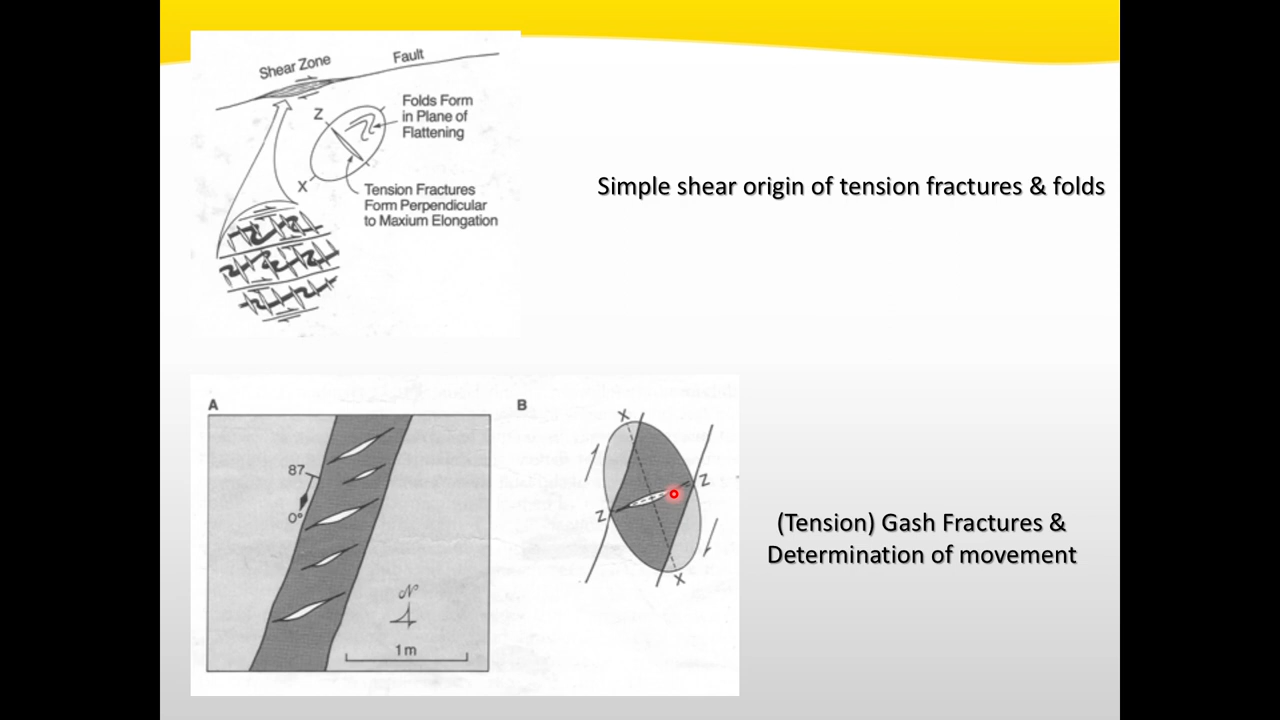 Shear Zone
Fault
Folds Form
in Plane of
Flattening
Z
X
Tension Fractures
Form Perpendicular
to Maxium Elongation
Simple shear origin of tension fractures & folds
A
B
87
0°
N
1 m
X
Z
Z
X
(Tension) Gash Fractures &
Determination of movement